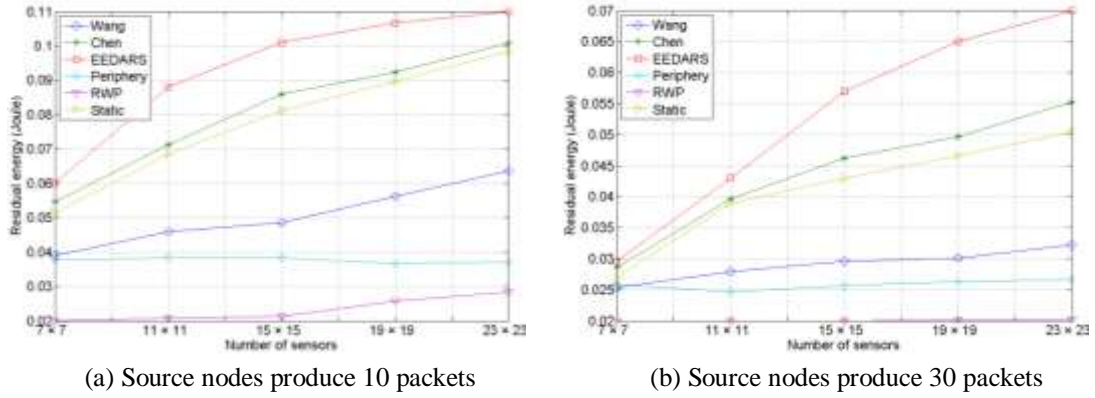 0.11
0.1
0.09
0.08
0.07
0.06
0.05
0.04
0.03
0.02
Residual energy (Joule)
Wang
Chen
EEDARS
Periphery
RWP
Static
7 × 7
11 × 11
15 × 15
19 × 19
23 × 23
Number of sensors
(a) Source nodes produce 10 packets
0.07
0.065
0.06
0.055
0.05
0.045
0.04
0.035
0.03
0.025
0.02
Residual energy (Joule)
Wang
Chen
EEDARS
Periphery
RWP
Static
7 × 7
11 × 11
15 × 15
19 × 19
23 × 23
Number of sensors
(b) Source nodes produce 30 packets